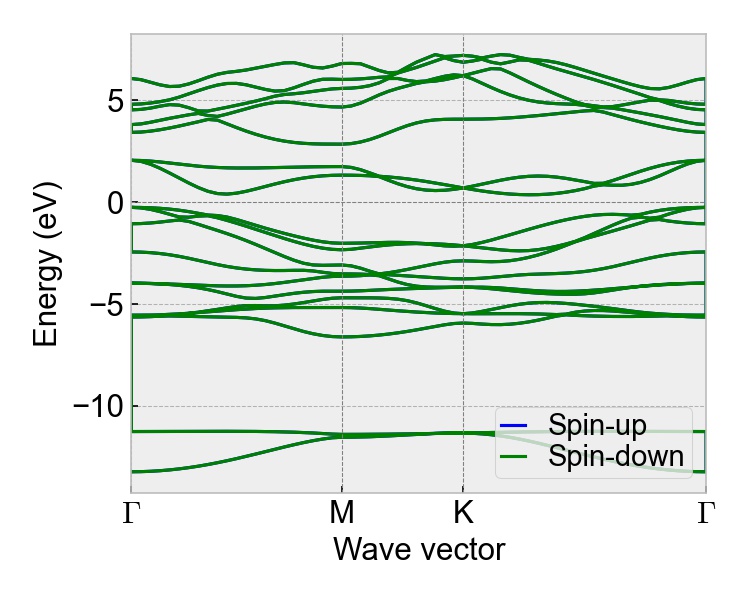 Energy (eV)
5
0
−5
−10
Spin-up
Spin-down
Γ M K Γ
Wave vector